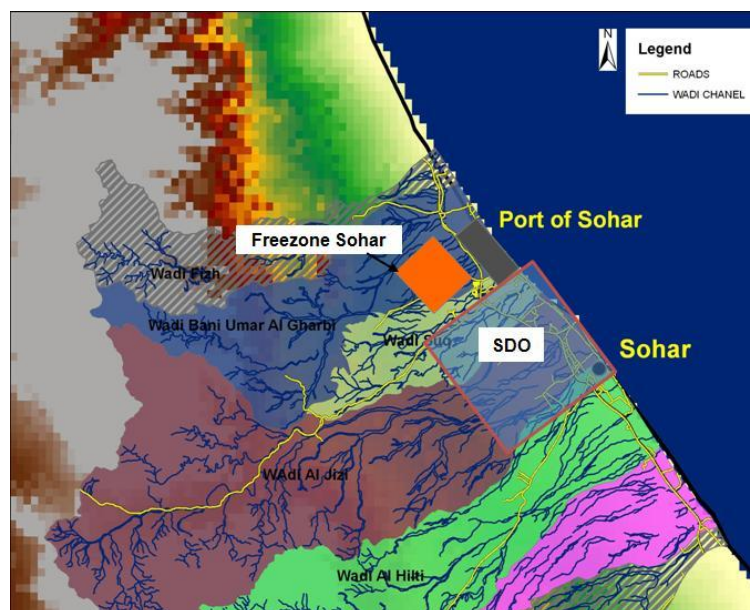 N
Legend
ROADS
WADI CHANEL
Port of Sohar
Freezone Sohar
Wadi Fizh
Wadi Bani Umar Al Gharbi
Wadi Suq
SDO
Sohar
WAdi Al Jizi
Wadi Al Hilti